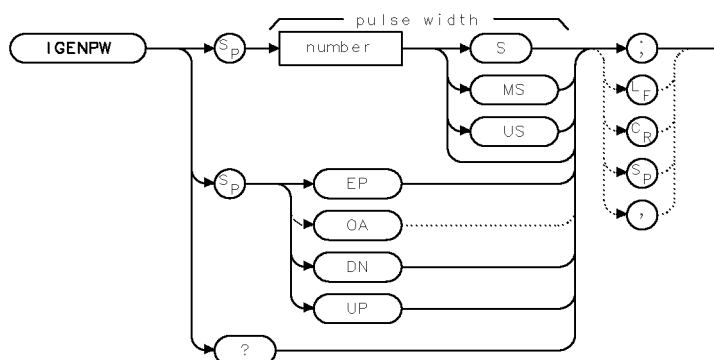 pulse width
IGENPW
SP
number
S
;
MS
LF
US
CR
SP
EP
SP
OA
,
DN
UP
?